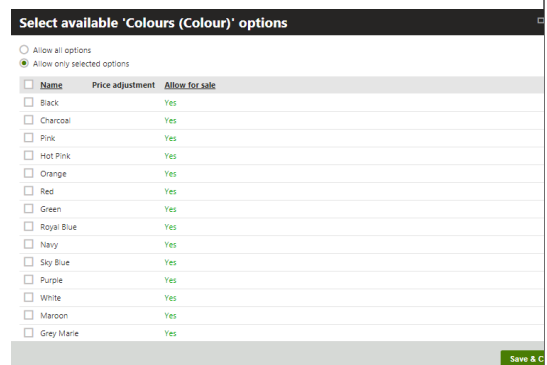 Select available 'Colours (Colour)' options
Allow all options
Allow only selected options
Name Price adjustment Allow for sale
Black Yes
Charcoal Yes
Pink Yes
Hot Pink Yes
Orange Yes
Red Yes
Green Yes
Royal Blue Yes
Navy Yes
Sky Blue Yes
Purple Yes
White Yes
Maroon Yes
Grey Marle Yes
Save & C